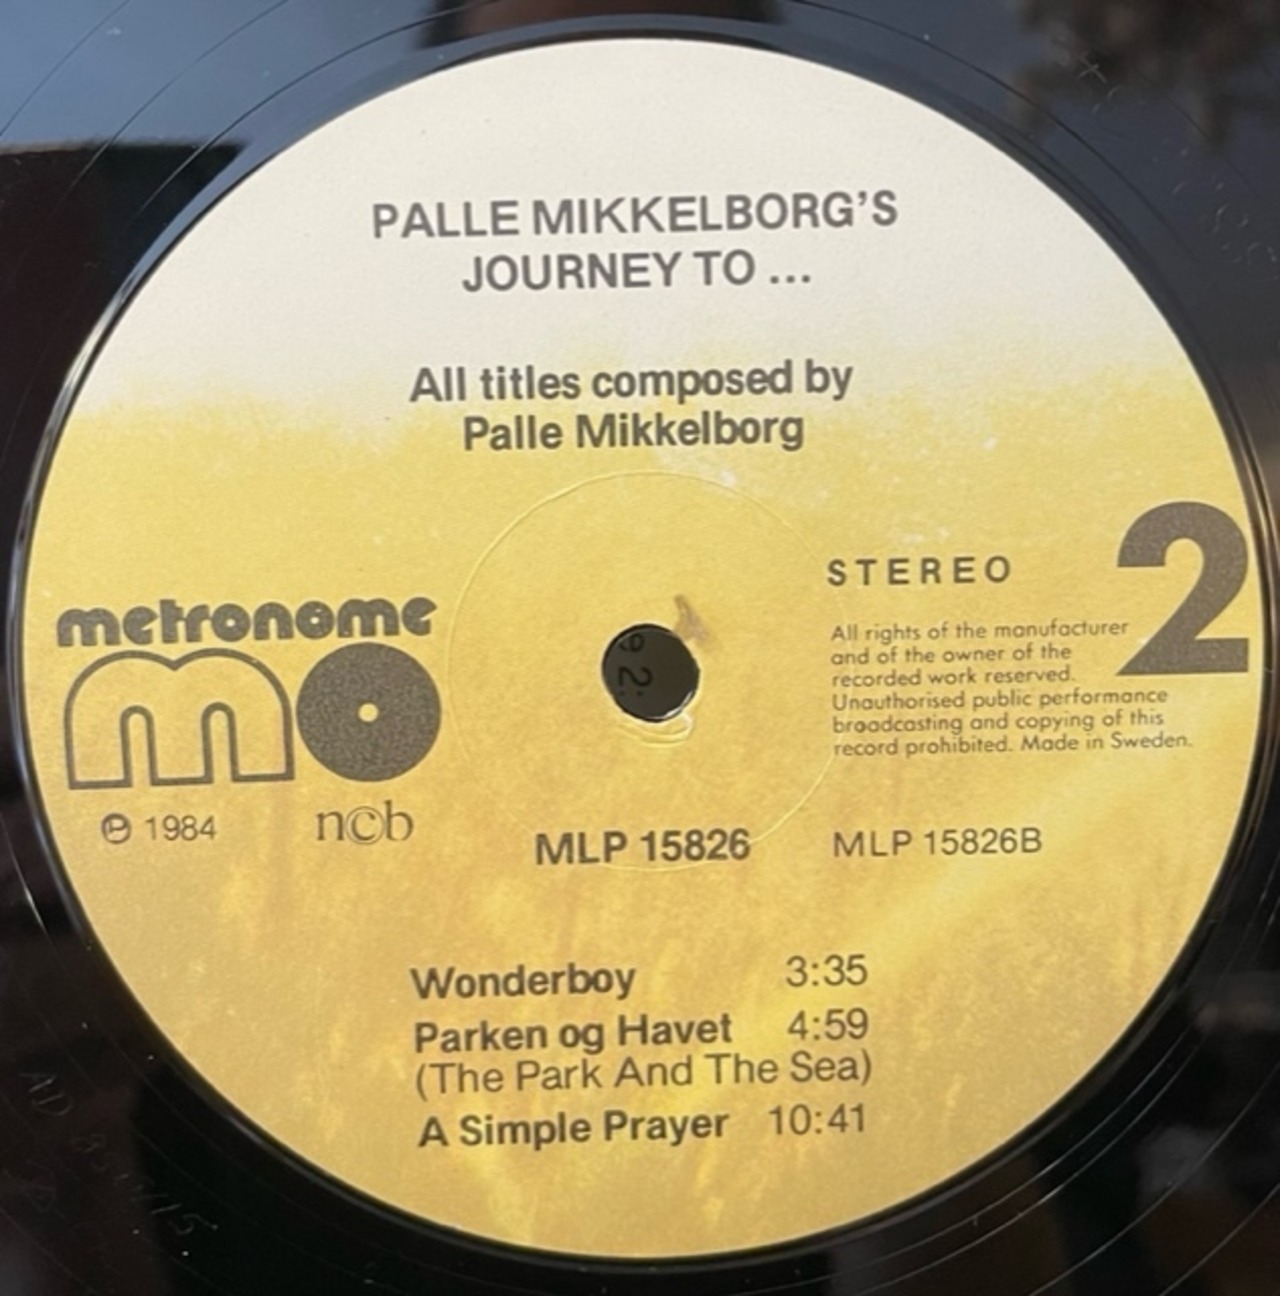 PALLE MIKKELBORG'S
JOURNEY TO ...
All titles composed by
Palle Mikkelborg
STEREO
2
metronome
mo
All rights of the manufacturer
and of the owner of the
recorded work reserved.
Unauthorised public performance
broadcasting and copying of this
record prohibited. Made in Sweden.
℗ 1984
n©b
MLP 15826
MLP 15826B
Wonderboy 3:35
Parken og Havet 4:59
(The Park And The Sea)
A Simple Prayer 10:41